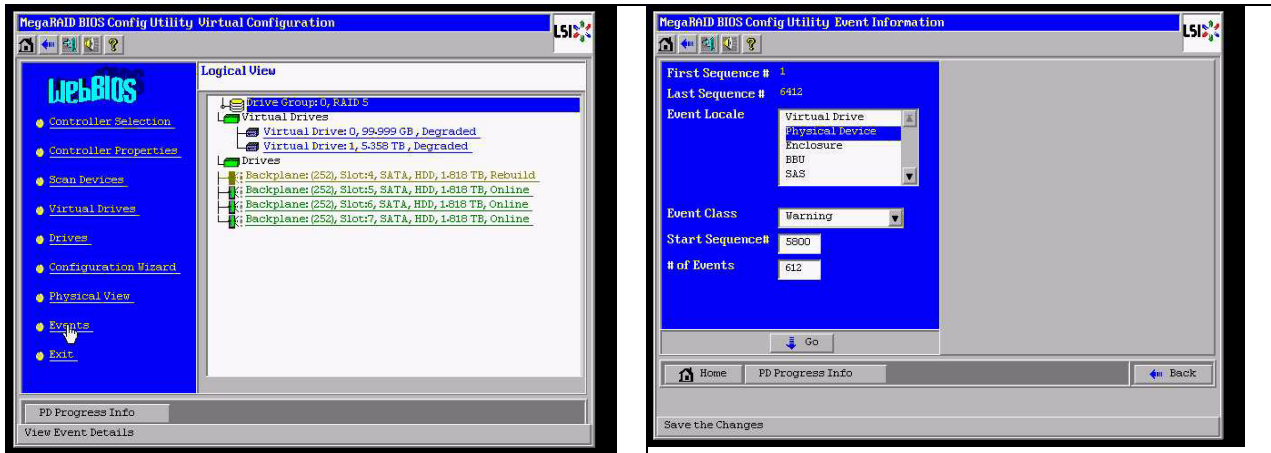 MegaRAID BIOS Config Utility Virtual Configuration
LSI
WebBIOS
Controller Selection
Controller Properties
Scan Devices
Virtual Drives
Drives
Configuration Wizard
Physical View
Events
Exit
Logical View
Drive Group: 0, RAID 5
Virtual Drives
Virtual Drive: 0, 99.999 GB, Degraded
Virtual Drive: 1, 5.358 TB, Degraded
Drives
Backplane: (252), Slot:4, SATA, HDD, 1.818 TB, Rebuild
Backplane: (252), Slot:5, SATA, HDD, 1.818 TB, Online
Backplane: (252), Slot:6, SATA, HDD, 1.818 TB, Online
Backplane: (252), Slot:7, SATA, HDD, 1.818 TB, Online
PD Progress Info
View Event Details
MegaRAID BIOS Config Utility Event Information
LSI
First Sequence # 1
Last Sequence # 6412
Event Locale
Virtual Drive
Physical Device
Enclosure
BBU
SAS
Event Class Warning
Start Sequence# 5800
# of Events 612
Go
Home PD Progress Info Back
Save the Changes